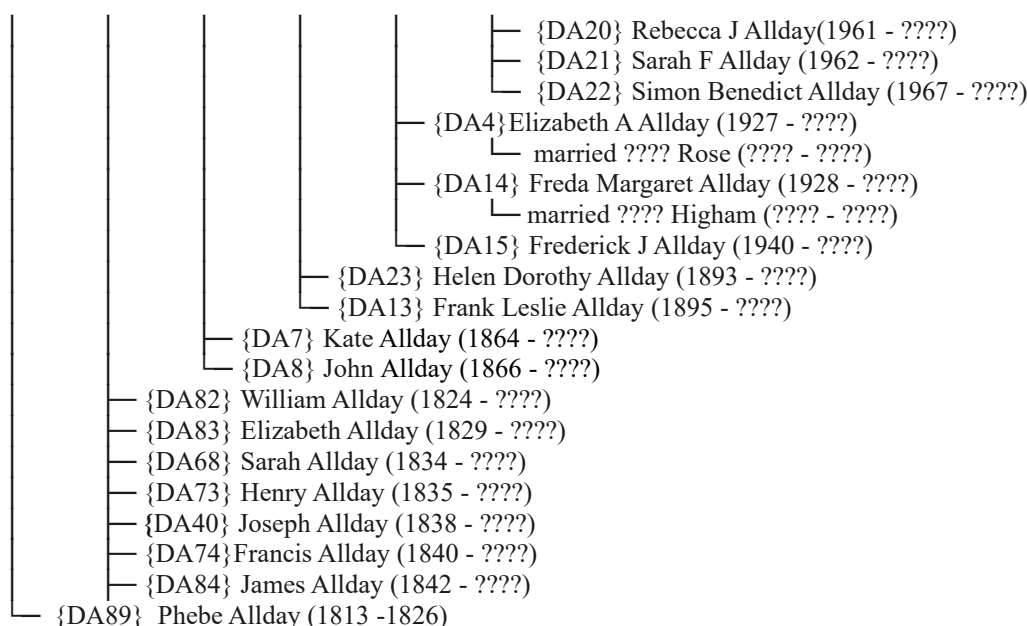 {DA20} Rebecca J Allday(1961 - ????)
{DA21} Sarah F Allday (1962 - ????)
{DA22} Simon Benedict Allday (1967 - ????)
{DA4}Elizabeth A Allday (1927 - ????)
married ???? Rose (???? - ????)
{DA14} Freda Margaret Allday (1928 - ????)
married ???? Higham (???? - ????)
{DA15} Frederick J Allday (1940 - ????)
{DA23} Helen Dorothy Allday (1893 - ????)
{DA13} Frank Leslie Allday (1895 - ????)
{DA7} Kate Allday (1864 - ????)
{DA8} John Allday (1866 - ????)
{DA82} William Allday (1824 - ????)
{DA83} Elizabeth Allday (1829 - ????)
{DA68} Sarah Allday (1834 - ????)
{DA73} Henry Allday (1835 - ????)
{DA40} Joseph Allday (1838 - ????)
{DA74}Francis Allday (1840 - ????)
{DA84} James Allday (1842 - ????)
{DA89} Phebe Allday (1813 -1826)